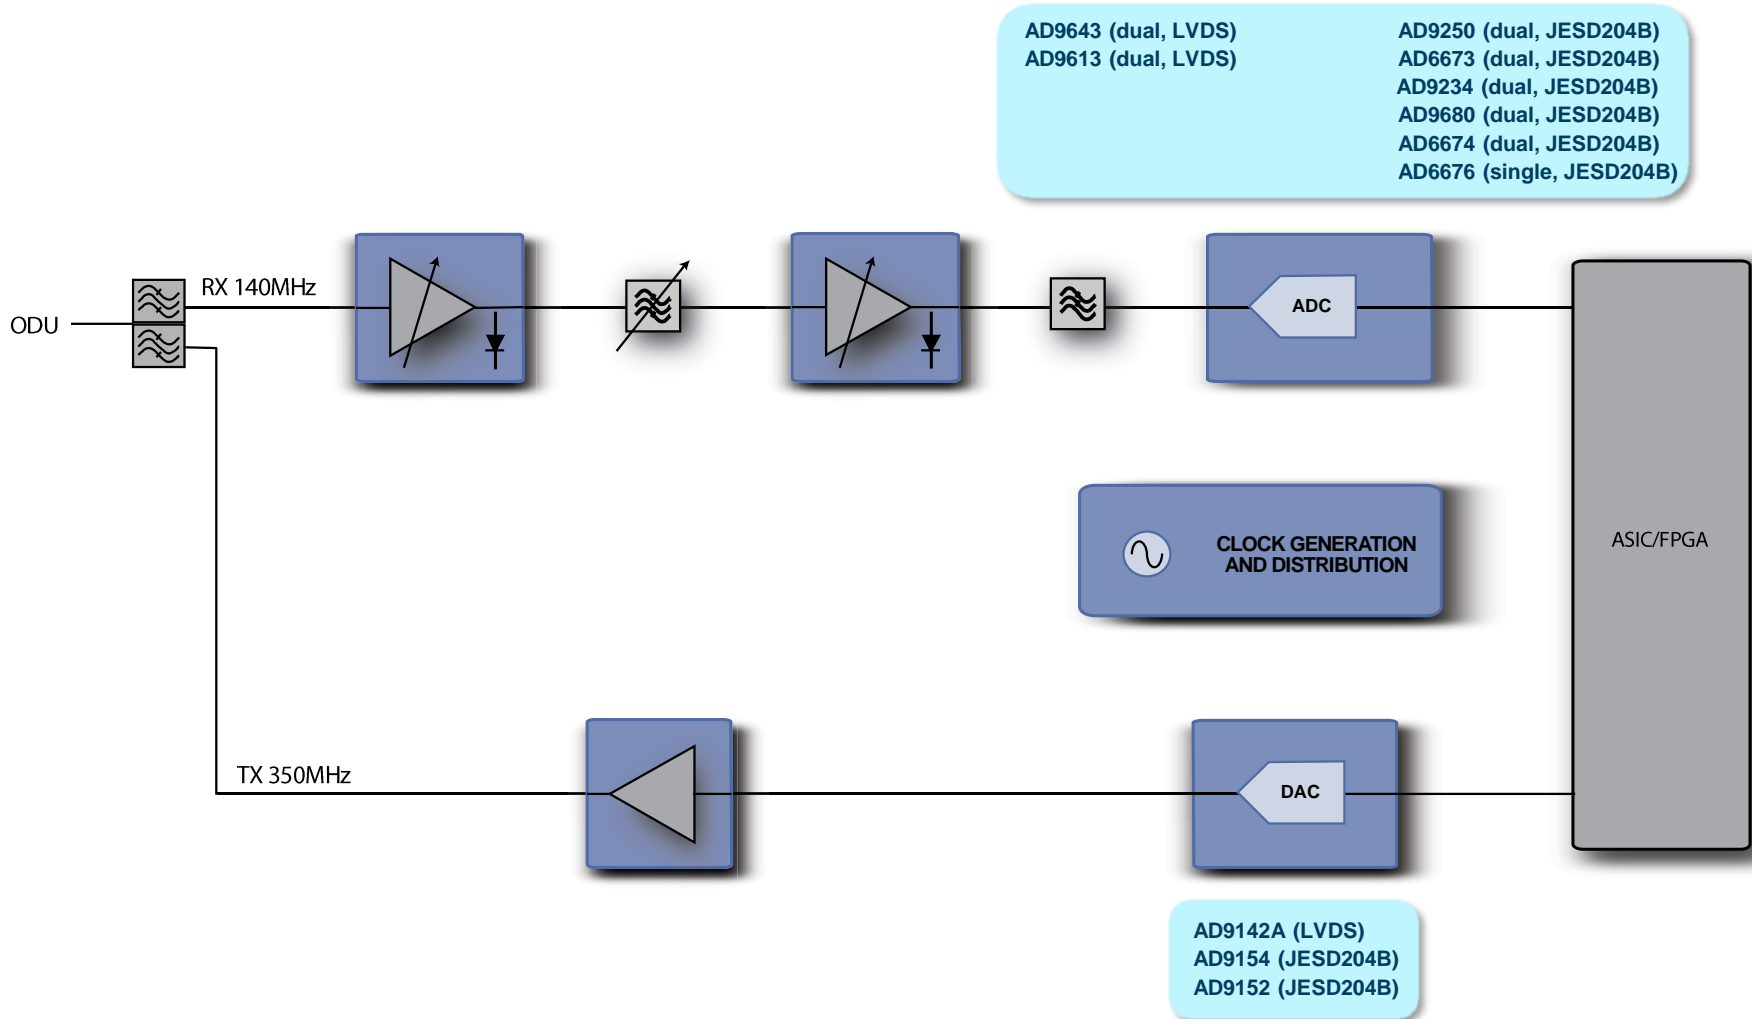 AD9643 (dual, LVDS)
AD9613 (dual, LVDS)
AD9250 (dual, JESD204B)
AD6673 (dual, JESD204B)
AD9234 (dual, JESD204B)
AD9680 (dual, JESD204B)
AD6674 (dual, JESD204B)
AD6676 (single, JESD204B)
RX 140MHz
ODU
ADC
CLOCK GENERATION
AND DISTRIBUTION
ASIC/FPGA
TX 350MHz
DAC
AD9142A (LVDS)
AD9154 (JESD204B)
AD9152 (JESD204B)